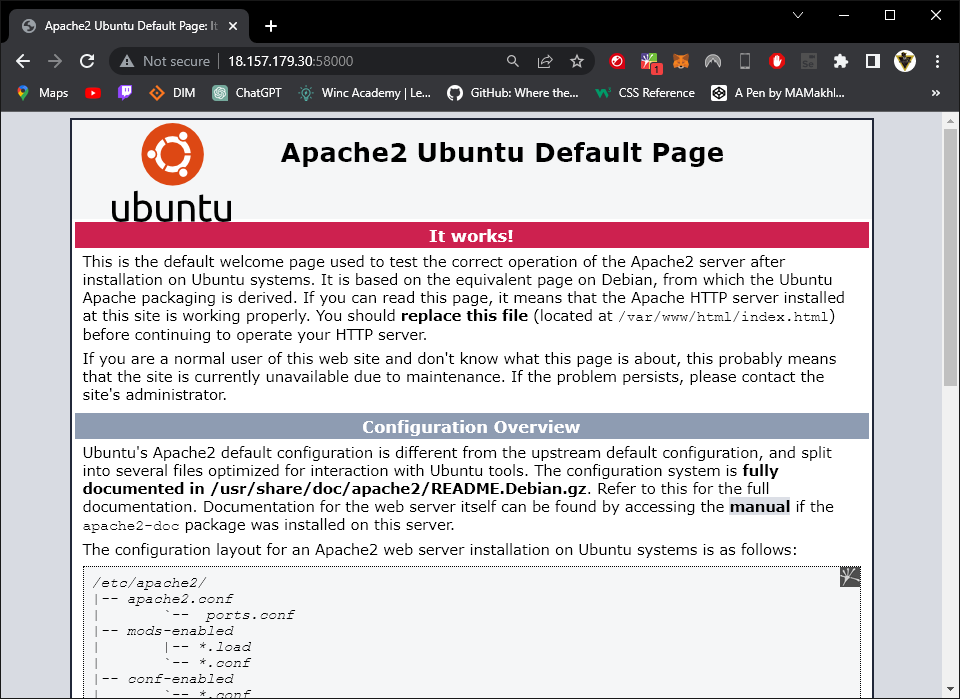 Apache2 Ubuntu Default Page: It
Not secure
18.157.179.30:58000
1
Maps
DIM
ChatGPT
Winc Academy | Le...
GitHub: Where the...
CSS Reference
A Pen by MAMakhl...
»
ubuntu
Apache2 Ubuntu Default Page
It works!
This is the default welcome page used to test the correct operation of the Apache2 server after
installation on Ubuntu systems. It is based on the equivalent page on Debian, from which the Ubuntu
Apache packaging is derived. If you can read this page, it means that the Apache HTTP server installed
at this site is working properly. You should replace this file (located at /var/www/html/index.html)
before continuing to operate your HTTP server.
If you are a normal user of this web site and don't know what this page is about, this probably means
that the site is currently unavailable due to maintenance. If the problem persists, please contact the
site's administrator.
Configuration Overview
Ubuntu's Apache2 default configuration is different from the upstream default configuration, and split
into several files optimized for interaction with Ubuntu tools. The configuration system is fully
documented in /usr/share/doc/apache2/README.Debian.gz. Refer to this for the full
documentation. Documentation for the web server itself can be found by accessing the manual if the
apache2-doc package was installed on this server.
The configuration layout for an Apache2 web server installation on Ubuntu systems is as follows:
/etc/apache2/
|-- apache2.conf
|       `--  ports.conf
|-- mods-enabled
|       |-- *.load
|       `-- *.conf
|-- conf-enabled
|       `-- *.conf